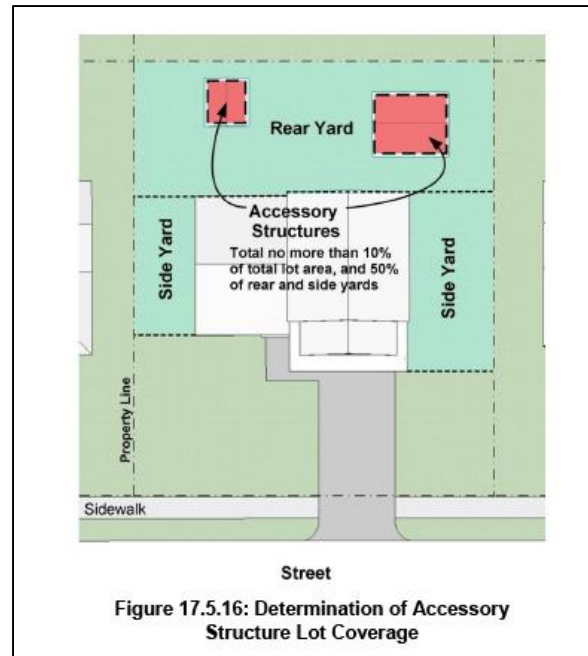 Rear Yard
Accessory
Structures
Total no more than 10%
of total lot area, and 50%
of rear and side yards
Side Yard
Side Yard
Property Line
Sidewalk
Street
Figure 17.5.16: Determination of Accessory
Structure Lot Coverage